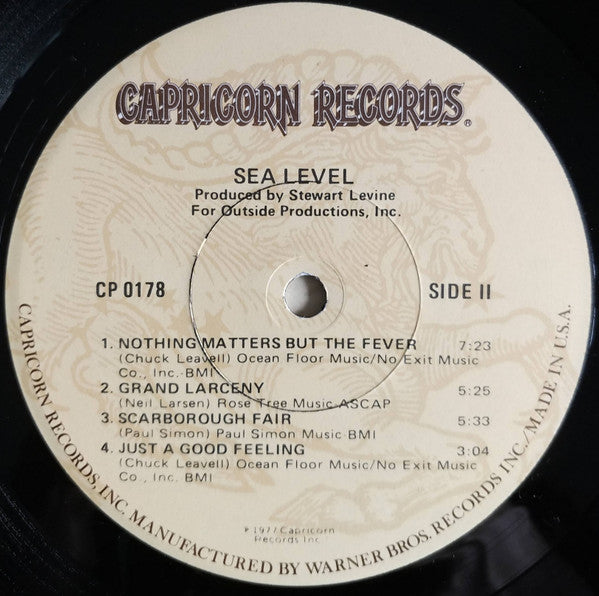 CAPRICORN RECORDS®
SEA LEVEL
Produced by Stewart Levine
For Outside Productions, Inc.
CP 0178
SIDE II
1. NOTHING MATTERS BUT THE FEVER 7:23
(Chuck Leavell) Ocean Floor Music/No Exit Music
Co., Inc.-BMI
2. GRAND LARCENY 5:25
(Neil Larsen) Rose Tree Music-ASCAP
3. SCARBOROUGH FAIR 5:33
(Paul Simon) Paul Simon Music BMI
4. JUST A GOOD FEELING 3:04
(Chuck Leavell) Ocean Floor Music/No Exit Music
Co., Inc. BMI
℗ 1977 Capricorn
Records Inc.
CAPRICORN RECORDS, INC. MANUFACTURED BY WARNER BROS. RECORDS INC./MADE IN U.S.A.